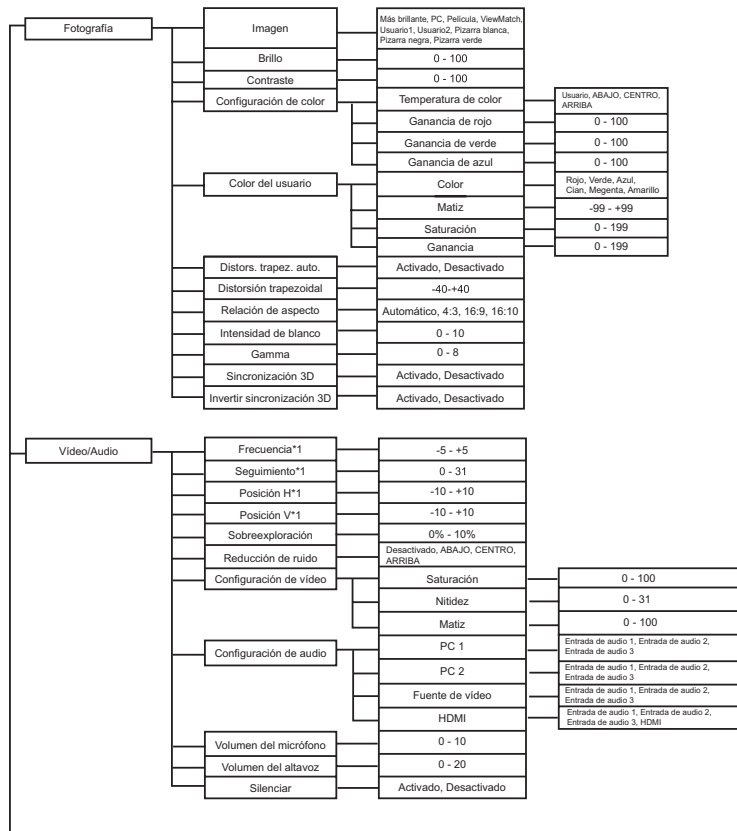 Fotografía
Imagen
Más brillante, PC, Película, ViewMatch,
Usuario1, Usuario2, Pizarra blanca,
Pizarra negra, Pizarra verde
Brillo
0 - 100
Contraste
0 - 100
Configuración de color
Temperatura de color
Usuario, ABAJO, CENTRO,
ARRIBA
Ganancia de rojo
0 - 100
Ganancia de verde
0 - 100
Ganancia de azul
0 - 100
Color del usuario
Color
Rojo, Verde, Azul,
Cian, Megenta, Amarillo
Matiz
-99 - +99
Saturación
0 - 199
Ganancia
0 - 199
Distors. trapez. auto.
Activado, Desactivado
Distorsión trapezoidal
-40-+40
Relación de aspecto
Automático, 4:3, 16:9, 16:10
Intensidad de blanco
0 - 10
Gamma
0 - 8
Sincronización 3D
Activado, Desactivado
Invertir sincronización 3D
Activado, Desactivado
Vídeo/Audio
Frecuencia*1
-5 - +5
Seguimiento*1
0 - 31
Posición H*1
-10 - +10
Posición V*1
-10 - +10
Sobreexploración
0% - 10%
Reducción de ruido
Desactivado, ABAJO, CENTRO,
ARRIBA
Configuración de vídeo
Saturación
0 - 100
Nitidez
0 - 31
Matiz
0 - 100
Configuración de audio
PC 1
Entrada de audio 1, Entrada de audio 2,
Entrada de audio 3
PC 2
Entrada de audio 1, Entrada de audio 2,
Entrada de audio 3
Fuente de vídeo
Entrada de audio 1, Entrada de audio 2,
Entrada de audio 3
HDMI
Entrada de audio 1, Entrada de audio 2,
Entrada de audio 3, HDMI
Volumen del micrófono
0 - 10
Volumen del altavoz
0 - 20
Silenciar
Activado, Desactivado